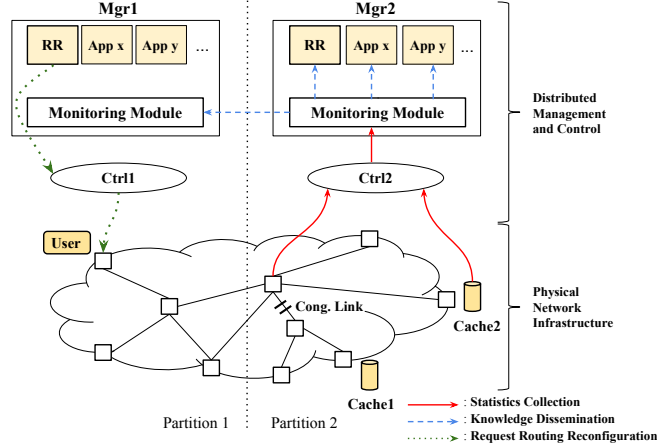 Mgr1
Mgr2
RR
App x
App y
...
RR
App x
App y
...
Monitoring Module
Monitoring Module
Distributed
Management
and Control
Ctrl1
Ctrl2
User
Cong. Link
Cache2
Physical
Network
Infrastructure
Cache1
Partition 1
Partition 2
: Statistics Collection
: Knowledge Dissemination
: Request Routing Reconfiguration